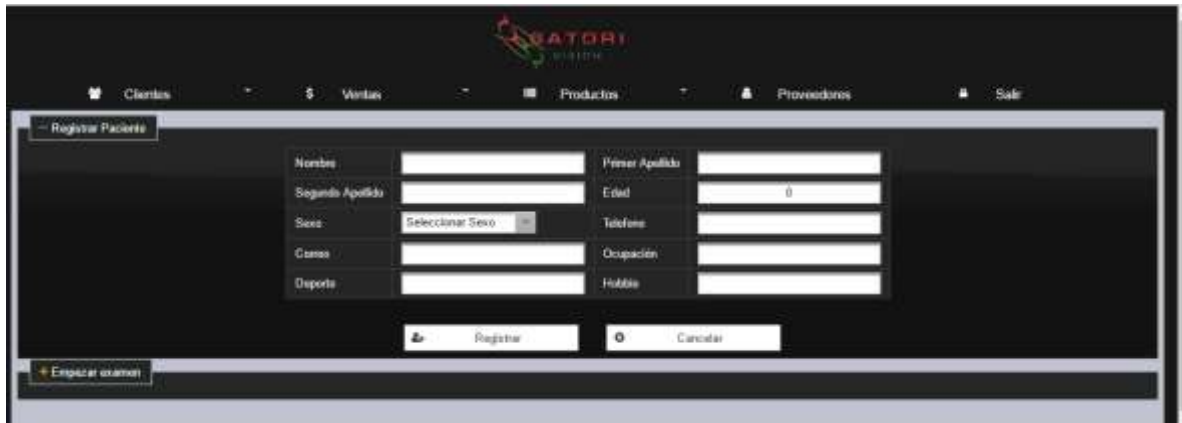 SATORI
VISION
Clientes $ Ventas Productos Proveedores Salir
− Registrar Paciente
Nombre Primer Apellido
Segundo Apellido Edad 0
Sexo Seleccionar Sexo Telefono
Correo Ocupación
Deporte Hobbie
Registrar Cancelar
+ Empezar examen